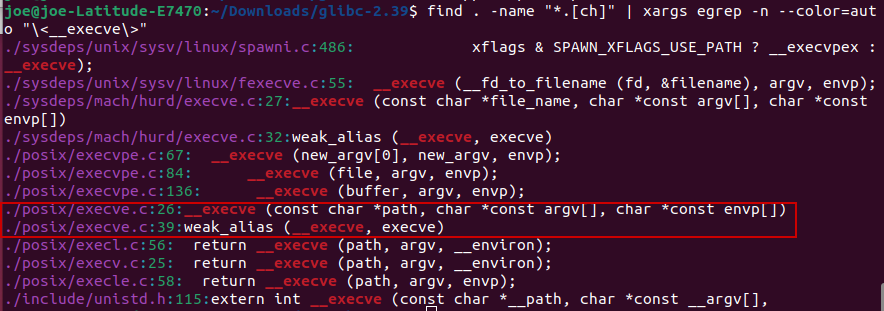 joe@joe-Latitude-E7470:~/Downloads/glibc-2.39$ find . -name "*.[ch]" | xargs egrep -n --color=aut
o "\<__execve\>"
./sysdeps/unix/sysv/linux/spawni.c:486:		xflags & SPAWN_XFLAGS_USE_PATH ? __execvpex :
__execve);
./sysdeps/unix/sysv/linux/fexecve.c:55:  __execve (__fd_to_filename (fd, &filename), argv, envp);
./sysdeps/mach/hurd/execve.c:27:__execve (const char *file_name, char *const argv[], char *const
envp[])
./sysdeps/mach/hurd/execve.c:32:weak_alias (__execve, execve)
./posix/execvpe.c:67:  __execve (new_argv[0], new_argv, envp);
./posix/execvpe.c:84:      __execve (file, argv, envp);
./posix/execvpe.c:136:      __execve (buffer, argv, envp);
./posix/execve.c:26:__execve (const char *path, char *const argv[], char *const envp[])
./posix/execve.c:39:weak_alias (__execve, execve)
./posix/execl.c:56:  return __execve (path, argv, __environ);
./posix/execv.c:25:  return __execve (path, argv, __environ);
./posix/execle.c:58:  return __execve (path, argv, envp);
./include/unistd.h:115:extern int __execve (const char *__path, char *const __argv[],